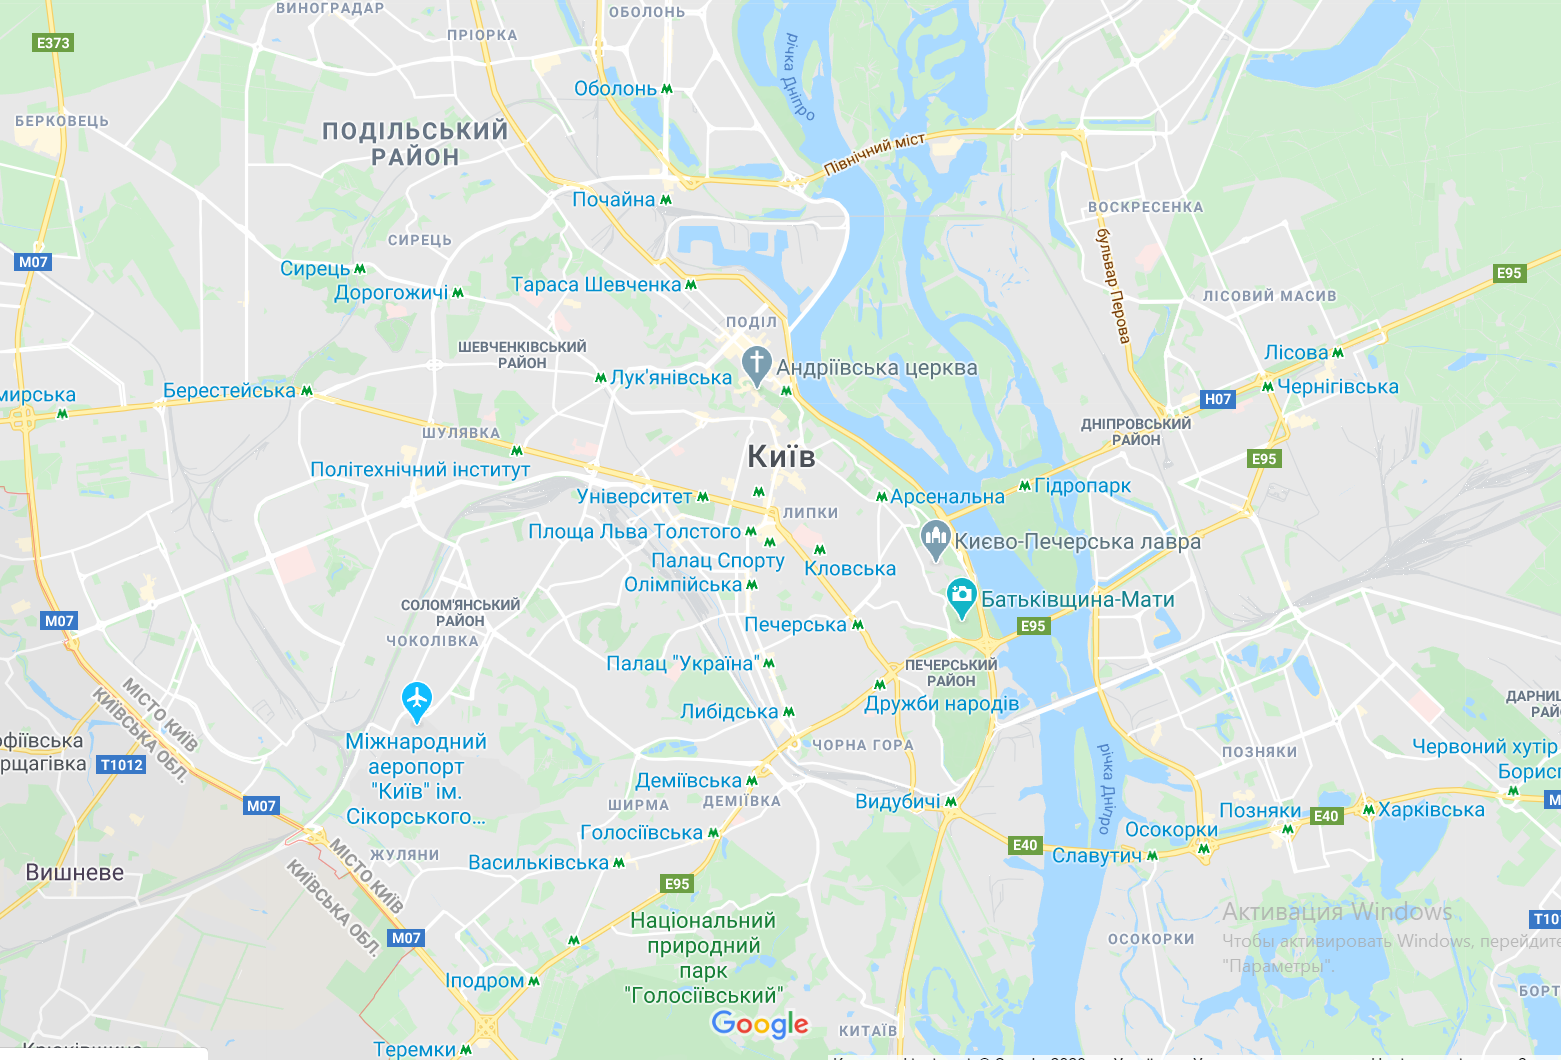 ВИНОГРАДАР
ОБОЛОНЬ
ПРІОРКА
E373
річка Дніпро
Оболонь
БЕРКОВЕЦЬ
ПОДІЛЬСЬКИЙ
РАЙОН
Північний міст
Почайна
ВОСКРЕСЕНКА
СИРЕЦЬ
M07
Сирець
Дорогожичі
Тараса Шевченка
E95
бульвар Перова
ЛІСОВИЙ МАСИВ
ПОДІЛ
ШЕВЧЕНКІВСЬКИЙ
РАЙОН
Лісова
Андріївська церква
Лук'янівська
Чернігівська
Берестейська
мирська
H07
ДНІПРОВСЬКИЙ
РАЙОН
ШУЛЯВКА
Київ
E95
Політехнічний інститут
Університет
Арсенальна
Гідропарк
ЛИПКИ
Площа Льва Толстого
Києво-Печерська лавра
Палац Спорту
Кловська
Олімпійська
Батьківщина-Мати
СОЛОМ'ЯНСЬКИЙ
РАЙОН
M07
Печерська
E95
ЧОКОЛІВКА
Палац "Україна"
ПЕЧЕРСЬКИЙ
РАЙОН
МІСТО КИЇВ
КИЇВСЬКА ОБЛ.
Дружби народів
Либідська
ДАРНИЦ
РАЙ
офіївська
рщагівка
T1012
Міжнародний
аеропорт
"Київ" ім.
Сікорського...
ЧОРНА ГОРА
річка Дніпро
ПОЗНЯКИ
Червоний хутір
Борисп
Деміївська
ШИРМА
ДЕМІЇВКА
M07
Видубичі
M
Позняки
E40
Харківська
Осокорки
Голосіївська
E40
Славутич
ЖУЛЯНИ
Васильківська
Вишневе
МІСТО КИЇВ
КИЇВСЬКА ОБЛ.
E95
Активация Windows
Національний
природний
парк
"Голосіївський"
T10
M07
ОСОКОРКИ
Чтобы активировать Windows, перейдите
"Параметры".
Іподром
БОРТ
Google
КИТАЇВ
Теремки